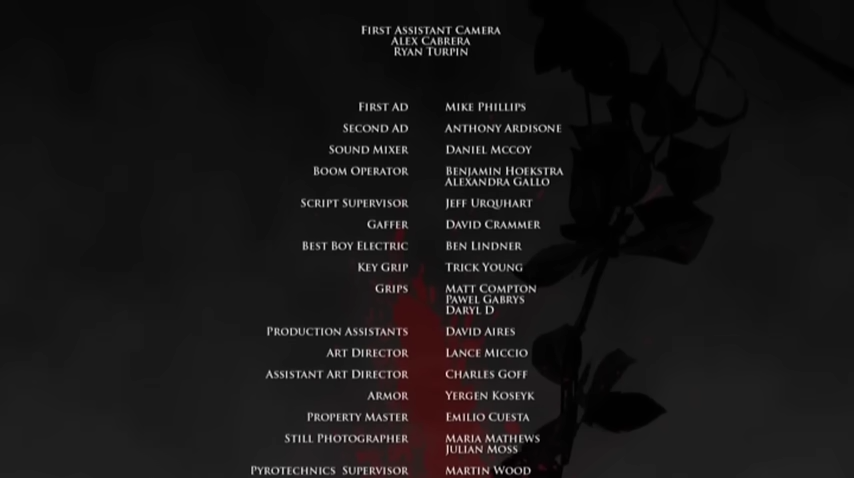 First Assistant Camera
Alex Cabrera
Ryan Turpin
First AD Mike Phillips
Second AD Anthony Ardisone
Sound Mixer Daniel McCoy
Boom Operator Benjamin Hoekstra
Alexandra Gallo
Script Supervisor Jeff Urquhart
Gaffer David Crammer
Best Boy Electric Ben Lindner
Key Grip Trick Young
Grips Matt Compton
Pawel Gabrys
Daryl D
Production Assistants David Aires
Art Director Lance Miccio
Assistant Art Director Charles Goff
Armor Yergen Koseyk
Property Master Emilio Cuesta
Still Photographer Maria Mathews
Julian Moss
Pyrotechnics Supervisor Martin Wood